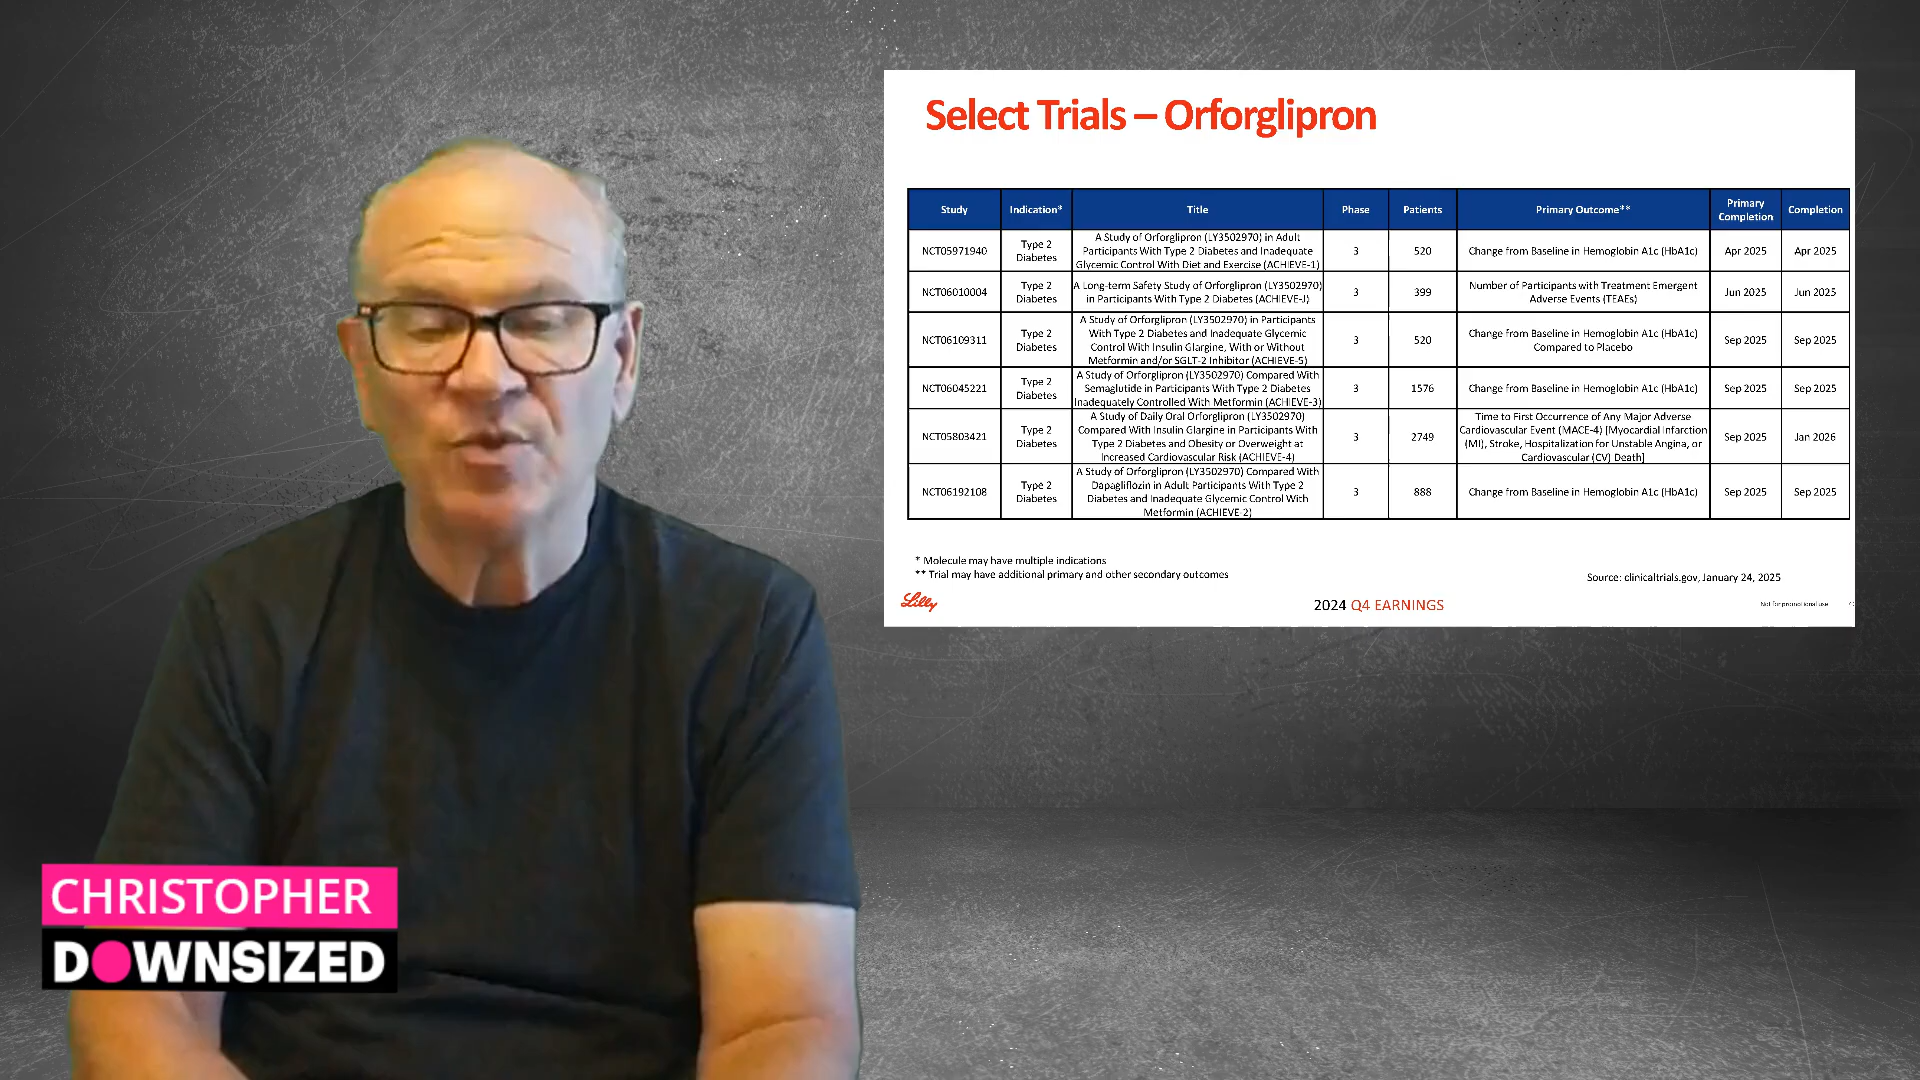 Select Trials – Orforglipron
Study
Indication*
Title
Phase
Patients
Primary Outcome**
Primary
Completion
Completion
NCT05971940
Type 2
Diabetes
A Study of Orforglipron (LY3502970) in Adult
Participants With Type 2 Diabetes and Inadequate
Glycemic Control With Diet and Exercise (ACHIEVE-1)
3
520
Change from Baseline in Hemoglobin A1c (HbA1c)
Apr 2025
Apr 2025
NCT06010004
Type 2
Diabetes
A Long-term Safety Study of Orforglipron (LY3502970)
in Participants With Type 2 Diabetes (ACHIEVE-J)
3
399
Number of Participants with Treatment Emergent
Adverse Events (TEAEs)
Jun 2025
Jun 2025
NCT06109311
Type 2
Diabetes
A Study of Orforglipron (LY3502970) in Participants
With Type 2 Diabetes and Inadequate Glycemic
Control With Insulin Glargine, With or Without
Metformin and/or SGLT-2 Inhibitor (ACHIEVE-5)
3
520
Change from Baseline in Hemoglobin A1c (HbA1c)
Compared to Placebo
Sep 2025
Sep 2025
NCT06045221
Type 2
Diabetes
A Study of Orforglipron (LY3502970) Compared With
Semaglutide in Participants With Type 2 Diabetes
Inadequately Controlled With Metformin (ACHIEVE-3)
3
1576
Change from Baseline in Hemoglobin A1c (HbA1c)
Sep 2025
Sep 2025
NCT05803421
Type 2
Diabetes
A Study of Daily Oral Orforglipron (LY3502970)
Compared With Insulin Glargine in Participants With
Type 2 Diabetes and Obesity or Overweight at
Increased Cardiovascular Risk (ACHIEVE-4)
3
2749
Time to First Occurrence of Any Major Adverse
Cardiovascular Event (MACE-4) [Myocardial Infarction
(MI), Stroke, Hospitalization for Unstable Angina, or
Cardiovascular (CV) Death]
Sep 2025
Jan 2026
NCT06192108
Type 2
Diabetes
A Study of Orforglipron (LY3502970) Compared With
Dapagliflozin in Adult Participants With Type 2
Diabetes and Inadequate Glycemic Control With
Metformin (ACHIEVE-2)
3
888
Change from Baseline in Hemoglobin A1c (HbA1c)
Sep 2025
Sep 2025
* Molecule may have multiple indications
** Trial may have additional primary and other secondary outcomes
Source: clinicaltrials.gov, January 24, 2025
Lilly
2024 Q4 EARNINGS
Not for promotional use
CHRISTOPHER
DOWNSIZED